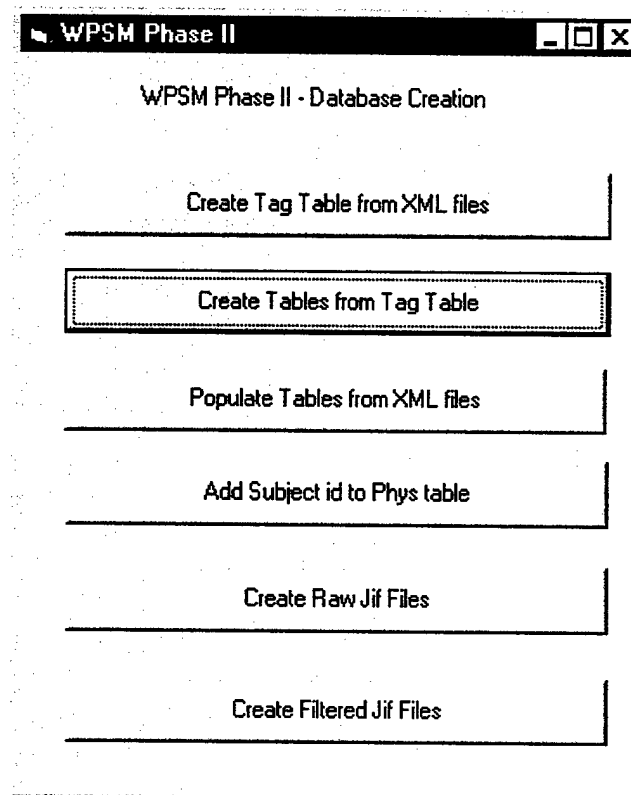 WPSM Phase II
WPSM Phase II - Database Creation
Create Tag Table from XML files
Create Tables from Tag Table
Populate Tables from XML files
Add Subject id to Phys table
Create Raw Jif Files
Create Filtered Jif Files